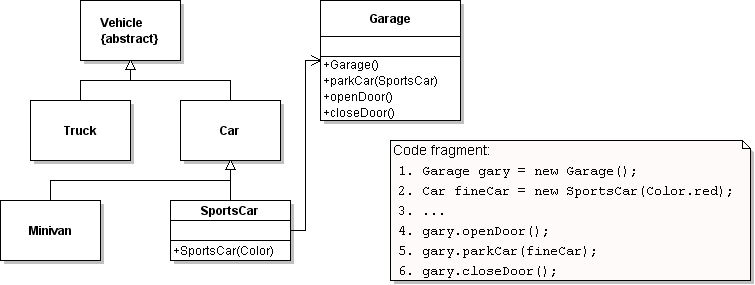 Vehicle
{abstract}
Truck
Car
Minivan
SportsCar
+SportsCar(Color)
Garage
+Garage()
+parkCar(SportsCar)
+openDoor()
+closeDoor()
Code fragment:
1. Garage gary = new Garage();
2. Car fineCar = new SportsCar(Color.red);
3. ...
4. gary.openDoor();
5. gary.parkCar(fineCar);
6. gary.closeDoor();